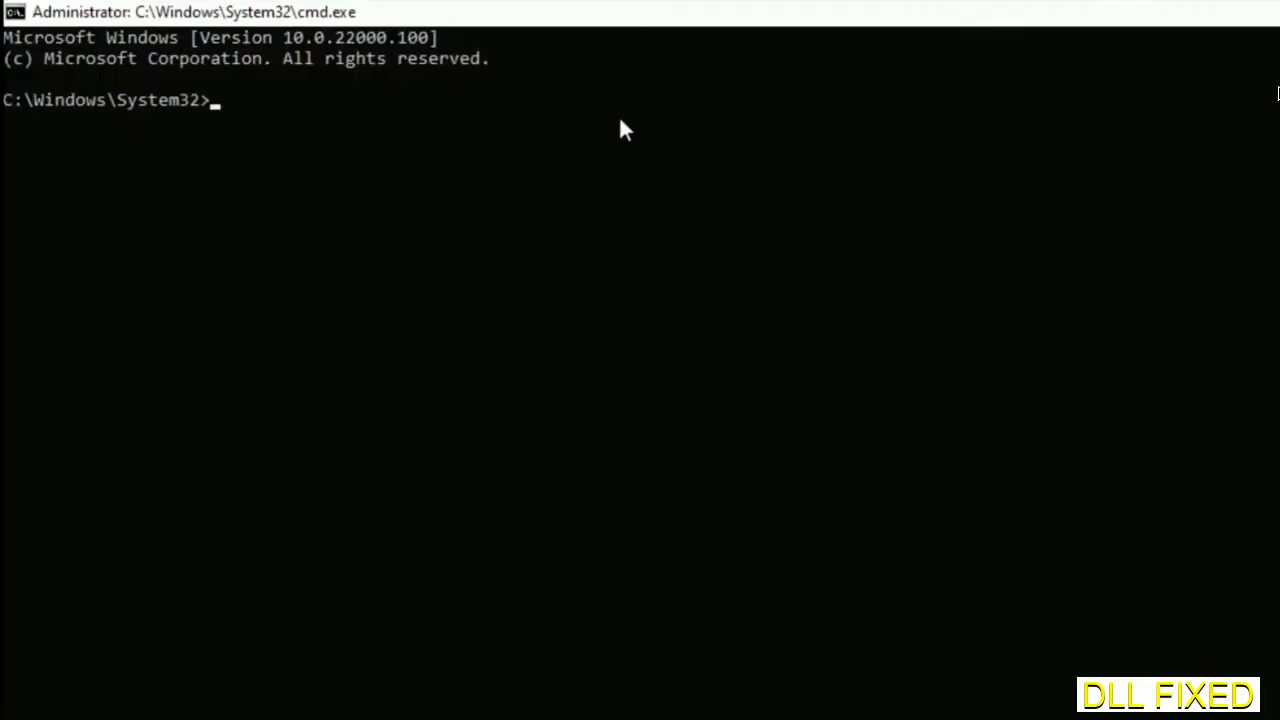 Administrator: C:\Windows\System32\cmd.exe
Microsoft Windows [Version 10.0.22000.100]
(c) Microsoft Corporation. All rights reserved.
C:\Windows\System32>
DLL FIXED